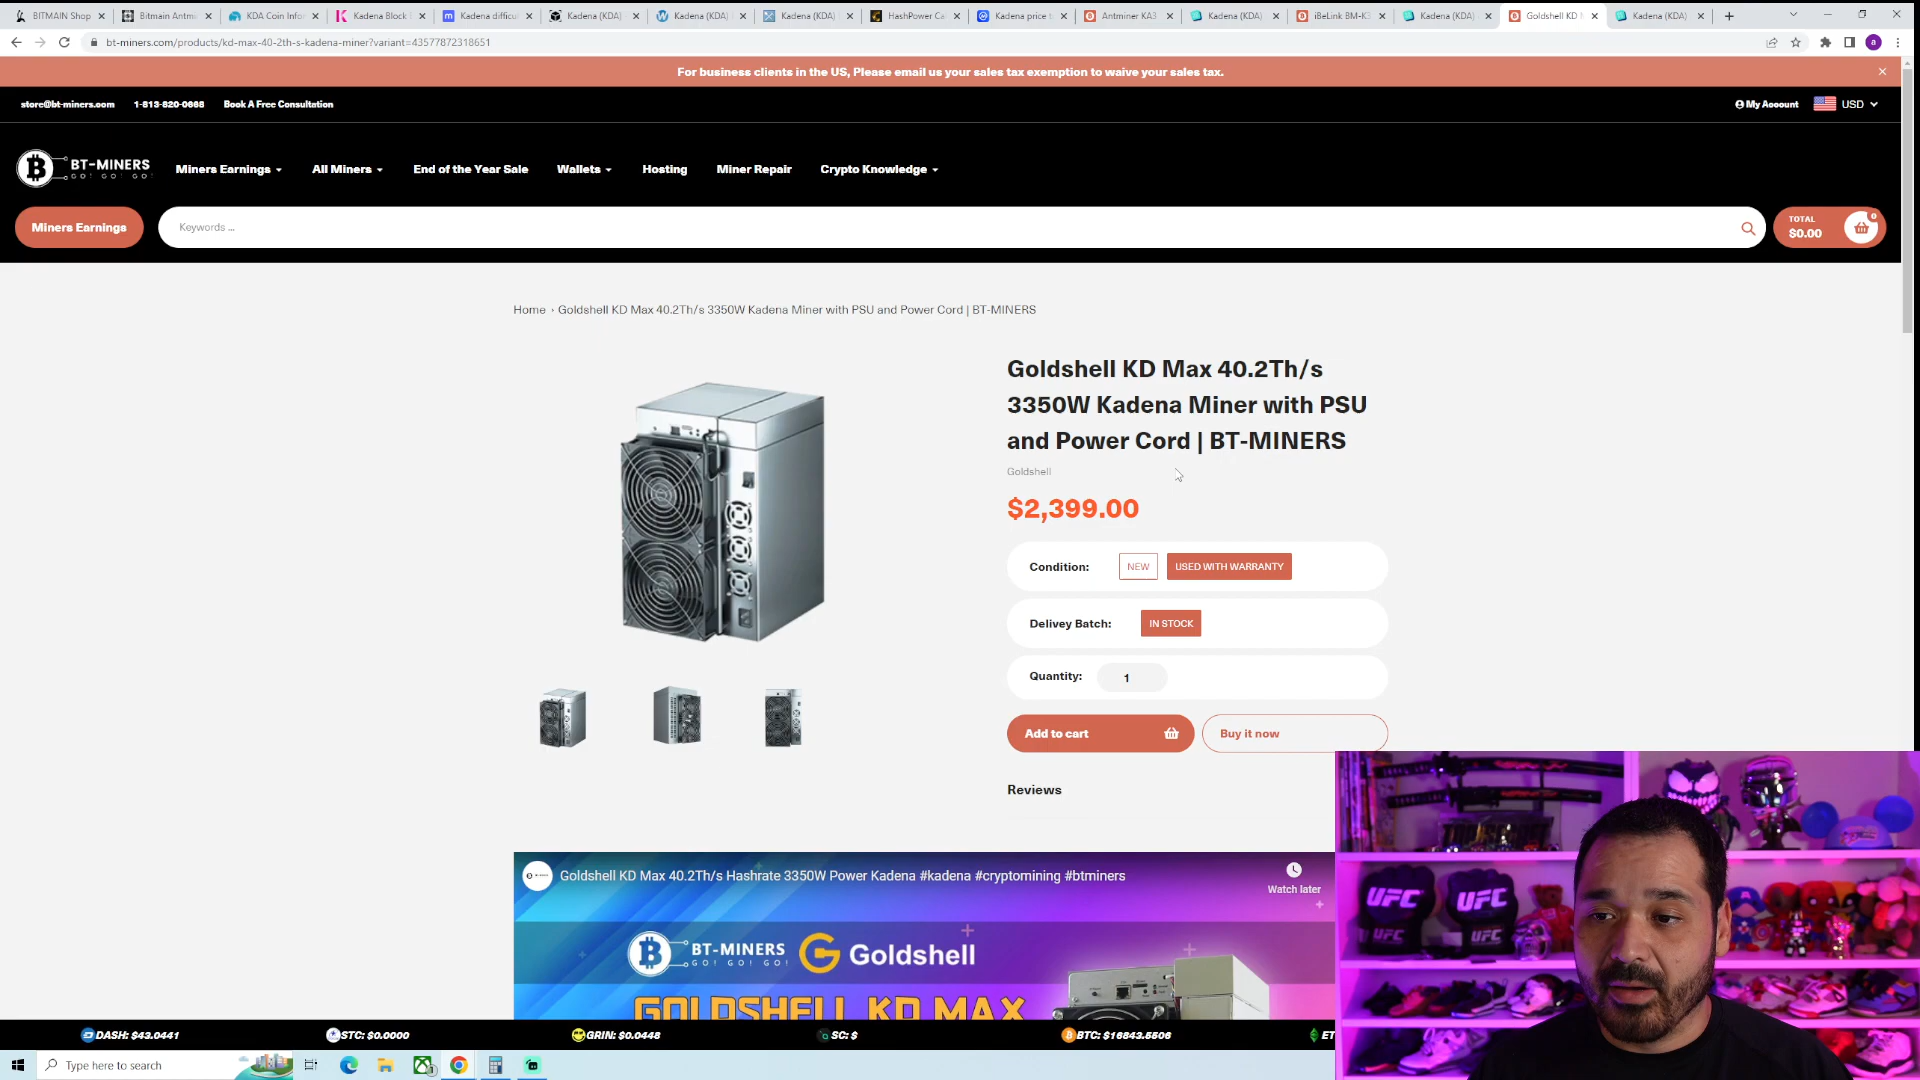 BITMAIN Shop
Bitmain Antmi
KDA Coin Infor
Kadena Block
Kadena difficu
Kadena (KDA)
Kadena (KDA)
Kadena (KDA)
HashPower Ca
Kadena price t
Antminer KA3
Kadena (KDA)
iBeLink BM-K3
Kadena (KDA)
Goldshell KD
Kadena (KDA)
bt-miners.com/products/kd-max-40-2th-s-kadena-miner?variant=43577872318651
a
For business clients in the US, Please email us your sales tax exemption to waive your sales tax.
store@bt-miners.com 1-813-820-0668 Book A Free Consultation
My Account USD
BT-MINERS
GO! GO! GO!
Miners Earnings All Miners End of the Year Sale Wallets Hosting Miner Repair Crypto Knowledge
Miners Earnings
Keywords ...
TOTAL
$0.00
0
Home › Goldshell KD Max 40.2Th/s 3350W Kadena Miner with PSU and Power Cord | BT-MINERS
Goldshell KD Max 40.2Th/s
3350W Kadena Miner with PSU
and Power Cord | BT-MINERS
Goldshell
$2,399.00
Condition: NEW USED WITH WARRANTY
Delivey Batch: IN STOCK
Quantity: 1
Add to cart Buy it now
Reviews
Goldshell KD Max 40.2Th/s Hashrate 3350W Power Kadena #kadena #cryptomining #btminers
Watch later
BT-MINERS
GO! GO! GO!
Goldshell
GOLDSHELL KD MAX
UFC
UFC
UFC
UFC
DASH: $43.0441 STC: $0.0000 GRIN: $0.0448 SC: $ BTC: $16843.5506 ET
Type here to search